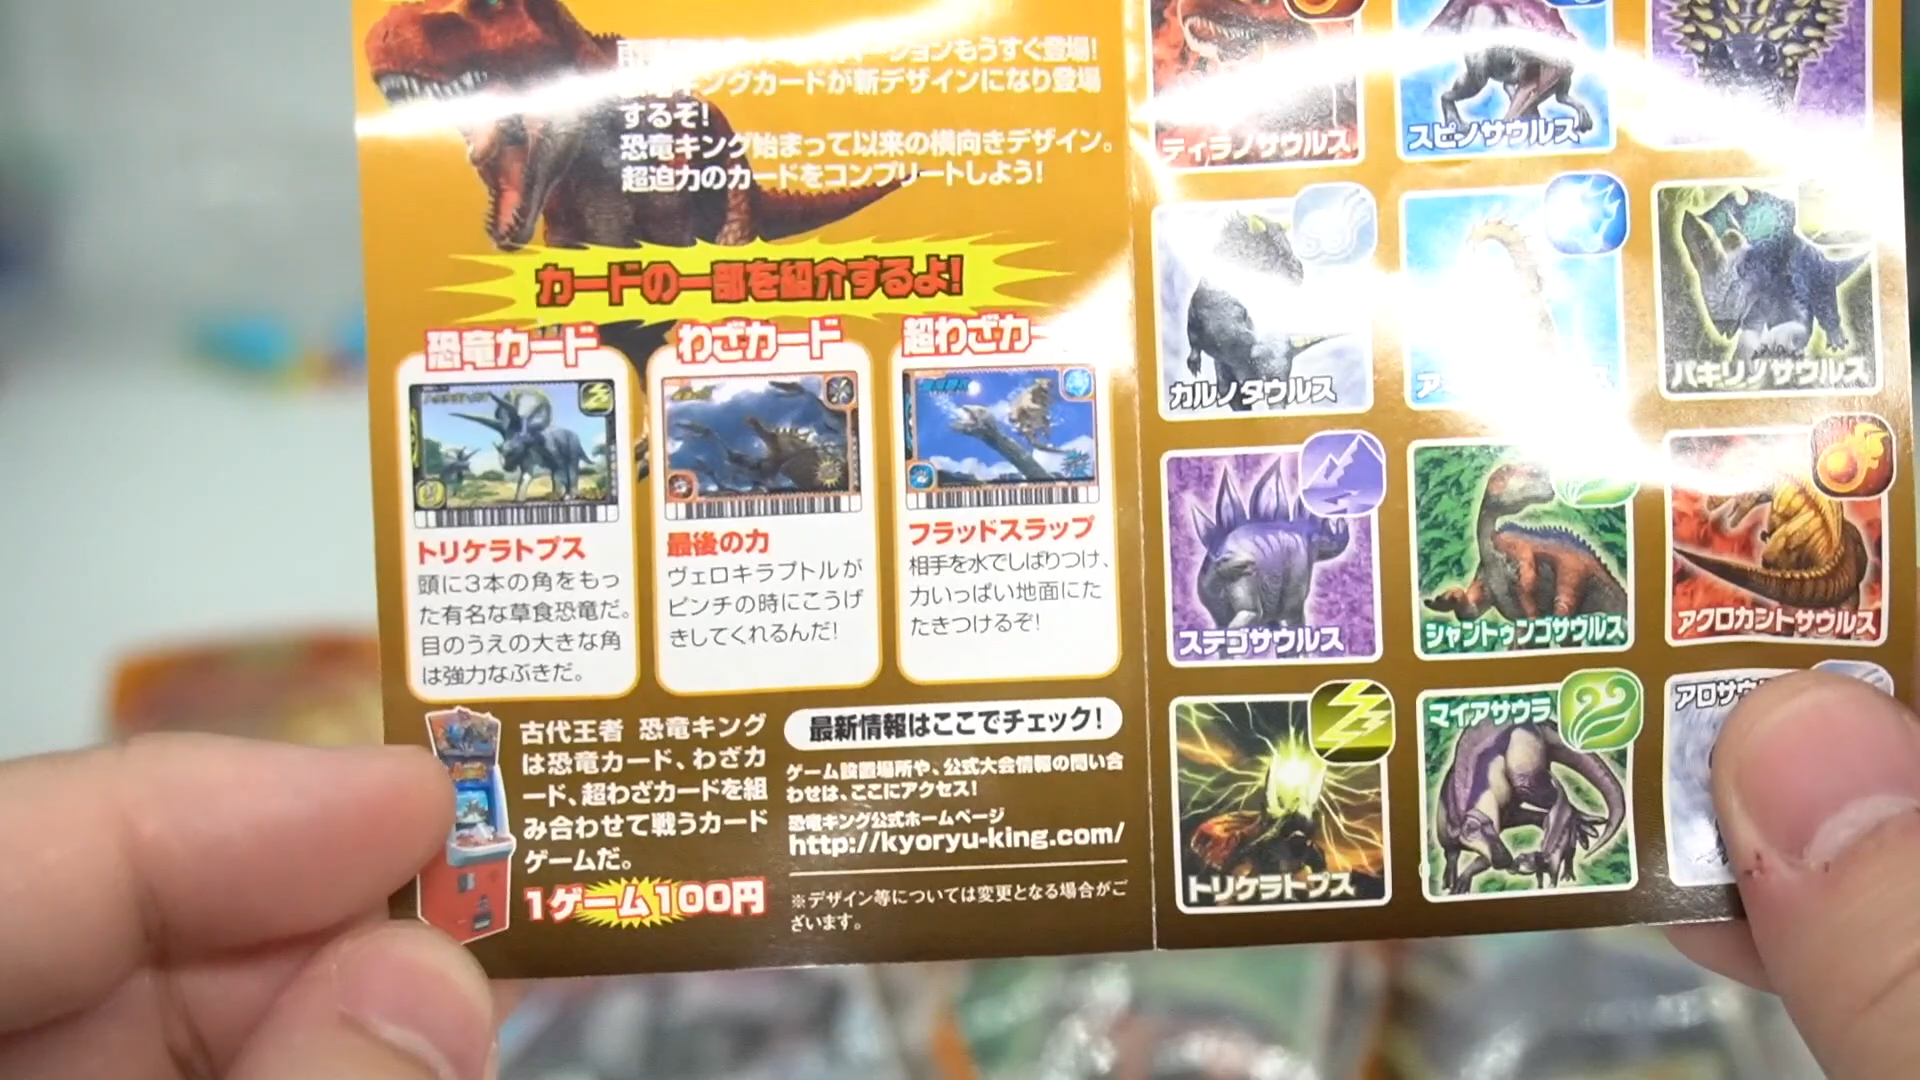 ーションもうすぐ登場!
キングカードが新デザインになり登場
するぞ!
恐竜キング始まって以来の横向きデザイン。
超迫力のカードをコンプリートしよう!
カードの一部を紹介するよ!
恐竜カード
トリケラトプス
頭に3本の角をもっ
た有名な草食恐竜だ。
目のうえの大きな角
は強力なぶきだ。
わざカード
最後の力
ヴェロキラプトルが
ピンチの時にこうげ
きしてくれるんだ!
超わざカー
フラッドスラップ
相手を水でしばりつけ、
力いっぱい地面にた
たきつけるぞ!
古代王者 恐竜キング
は恐竜カード、わざカ
ード、超わざカードを組
み合わせて戦うカード
ゲームだ。
1ゲーム100円
最新情報はここでチェック!
ゲーム設置場所や、公式大会情報の問い合
わせは、ここにアクセス!
恐竜キング公式ホームページ
http://kyoryu-king.com/
※デザイン等については変更となる場合がご
ざいます。
ティラノサウルス
スピノサウルス
カルノタウルス
パキリノサウルス
ステゴサウルス
シャントゥンゴサウルス
アクロカントサウルス
トリケラトプス
マイアサウラ
アロサウ